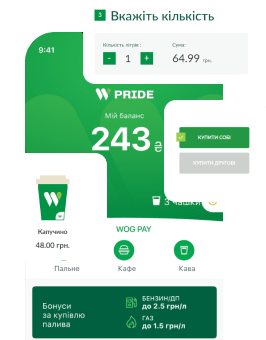 3 Вкажіть кількість
Кількість літрів: Сума:
- 1 + 64.99 грн.
9:41
PRIDE
Мій баланс
243
КУПИТИ СОБІ
КУПИТИ ДРУГОВІ
3 чашки
Капучино
48.00 грн.
WOG PAY
Пальне Кафе Кава
Бонуси
за купівлю
палива
БЕНЗИН/ДП
до 2.5 грн/л
ГАЗ
до 1.5 грн/л